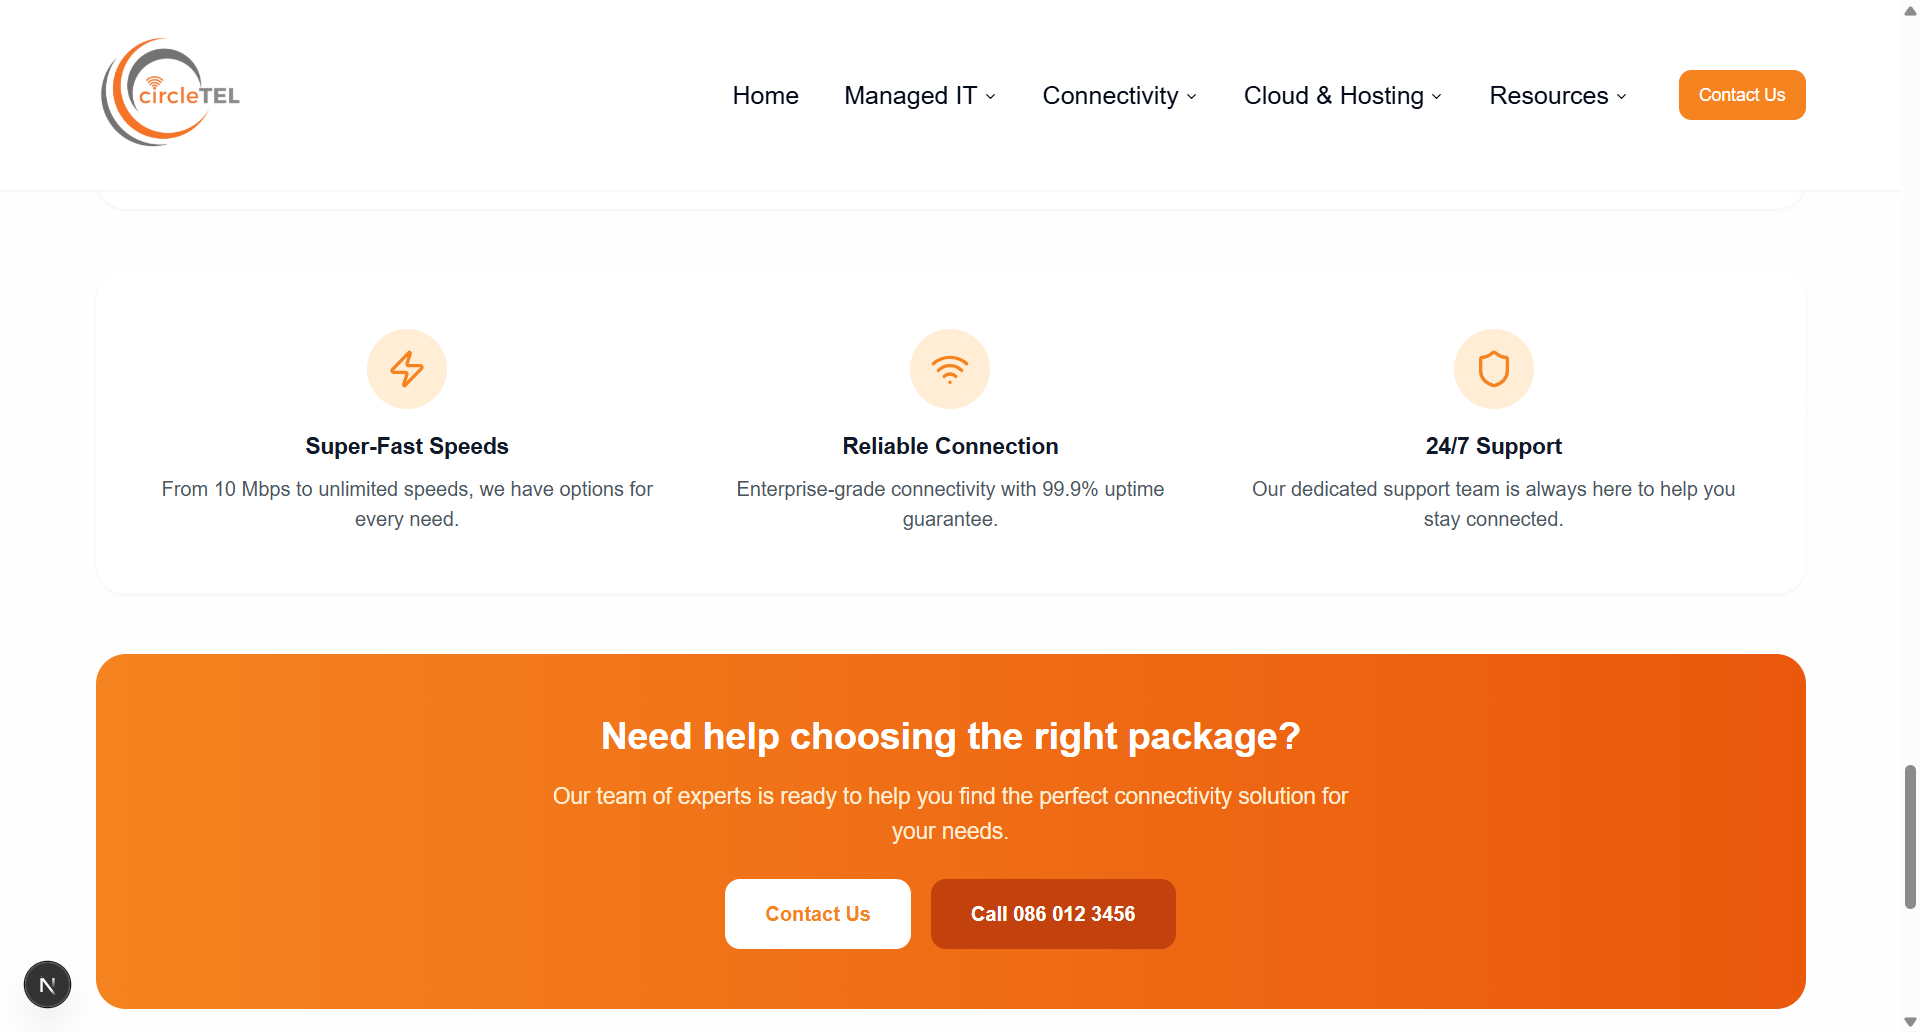 circleTEL
Home
Managed IT
Connectivity
Cloud & Hosting
Resources
Contact Us
Super-Fast Speeds
From 10 Mbps to unlimited speeds, we have options for
every need.
Reliable Connection
Enterprise-grade connectivity with 99.9% uptime
guarantee.
24/7 Support
Our dedicated support team is always here to help you
stay connected.
Need help choosing the right package?
Our team of experts is ready to help you find the perfect connectivity solution for
your needs.
Contact Us
Call 086 012 3456
N